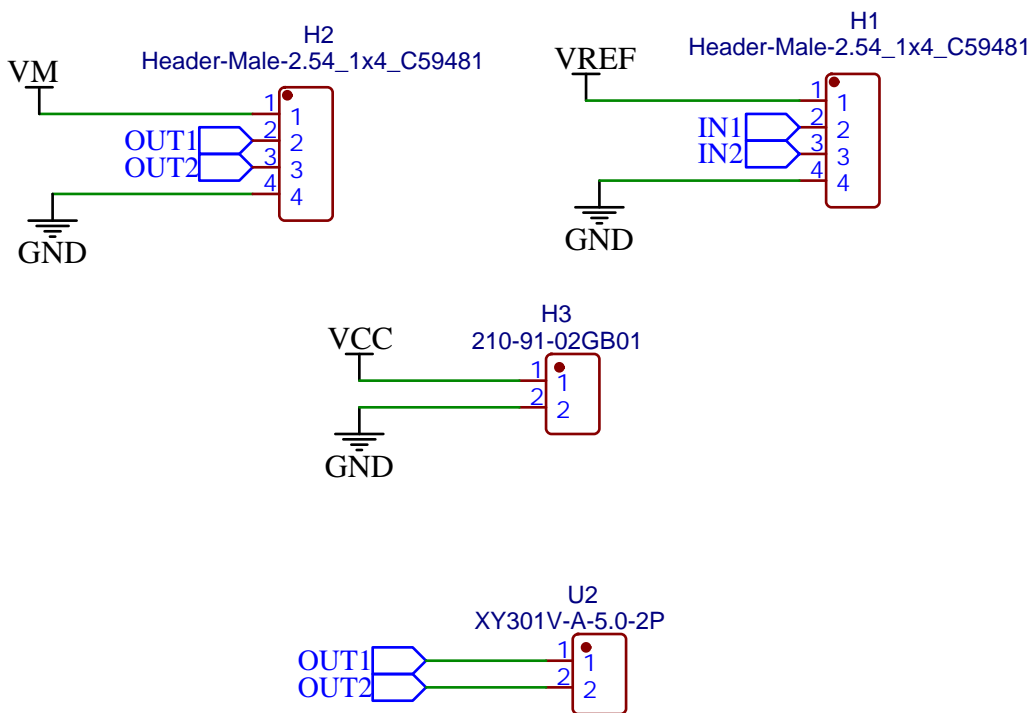 H2
Header-Male-2.54_1x4_C59481
VM
1 1
OUT1 2 2
OUT2 3 3
4 4
GND
H1
Header-Male-2.54_1x4_C59481
VREF
1 1
IN1 2 2
IN2 3 3
4 4
GND
H3
210-91-02GB01
VCC
1 1
2 2
GND
U2
XY301V-A-5.0-2P
OUT1 1 1
OUT2 2 2